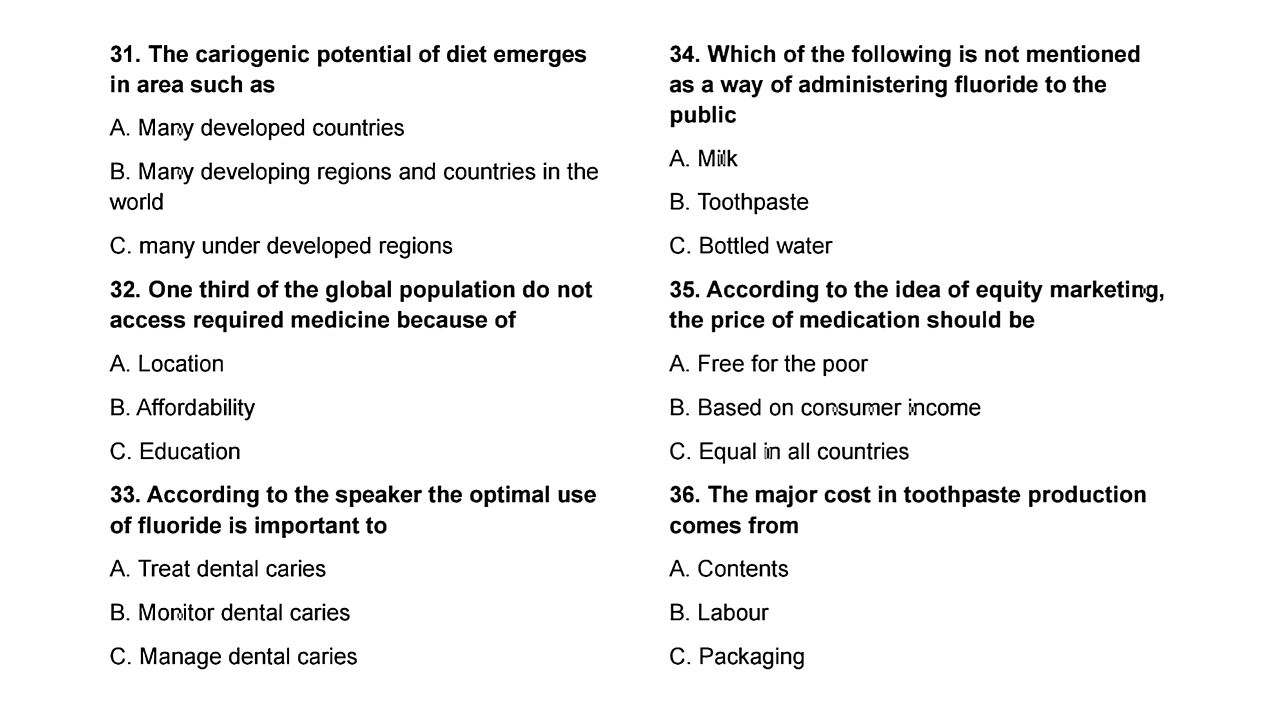 31. The cariogenic potential of diet emerges
in area such as
A. Many developed countries
B. Many developing regions and countries in the
world
C. many under developed regions
32. One third of the global population do not
access required medicine because of
A. Location
B. Affordability
C. Education
33. According to the speaker the optimal use
of fluoride is important to
A. Treat dental caries
B. Monitor dental caries
C. Manage dental caries
34. Which of the following is not mentioned
as a way of administering fluoride to the
public
A. Milk
B. Toothpaste
C. Bottled water
35. According to the idea of equity marketing,
the price of medication should be
A. Free for the poor
B. Based on consumer income
C. Equal in all countries
36. The major cost in toothpaste production
comes from
A. Contents
B. Labour
C. Packaging